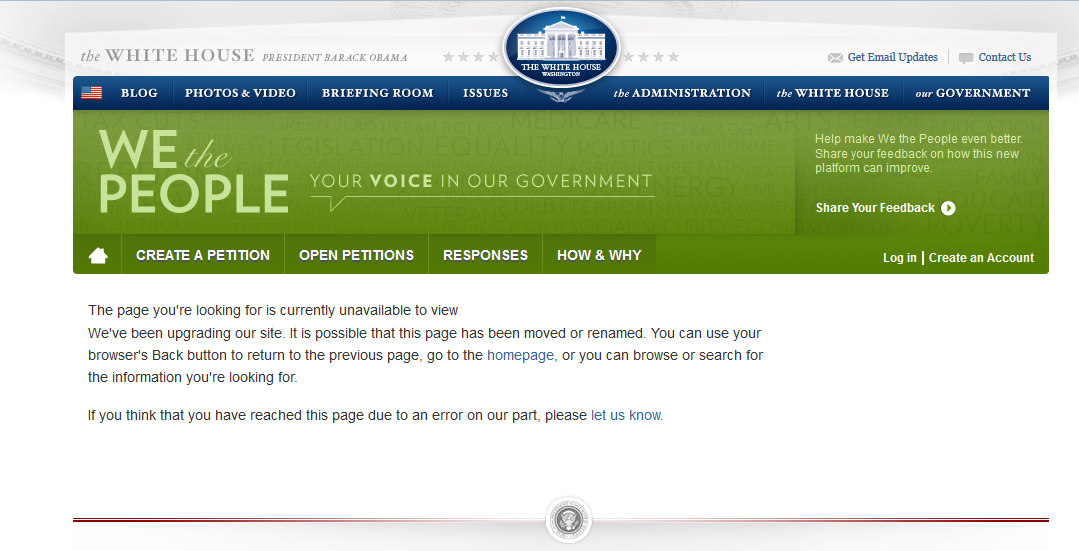 the WHITE HOUSE PRESIDENT BARACK OBAMA
THE WHITE HOUSE
WASHINGTON
Get Email Updates
Contact Us
BLOG
PHOTOS & VIDEO
BRIEFING ROOM
ISSUES
the ADMINISTRATION
the WHITE HOUSE
our GOVERNMENT
WE the
PEOPLE
YOUR VOICE IN OUR GOVERNMENT
Help make We the People even better.
Share your feedback on how this new
platform can improve.
Share Your Feedback
CREATE A PETITION
OPEN PETITIONS
RESPONSES
HOW & WHY
Log in | Create an Account
The page you're looking for is currently unavailable to view
We've been upgrading our site. It is possible that this page has been moved or renamed. You can use your
browser's Back button to return to the previous page, go to the homepage, or you can browse or search for
the information you're looking for.
If you think that you have reached this page due to an error on our part, please let us know.